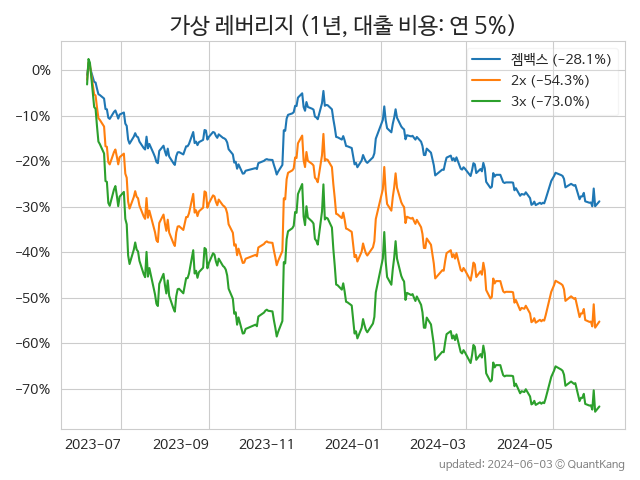 가상 레버리지 (1년, 대출 비용: 연 5%)
젬백스 (−28.1%)
2x (−54.3%)
3x (−73.0%)
0%
−10%
−20%
−30%
−40%
−50%
−60%
−70%
2023-07
2023-09
2023-11
2024-01
2024-03
2024-05
updated: 2024-06-03 © QuantKang